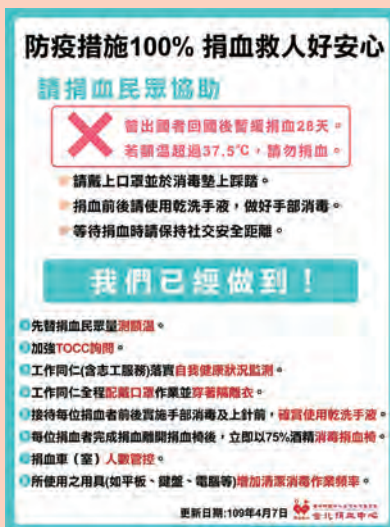 防疫措施100% 捐血救人好安心
請捐血民眾協助
曾出國者回國後暫緩捐血28天。
若額溫超過37.5℃,請勿捐血。
請戴上口罩並於消毒墊上踩踏。
捐血前後請使用乾洗手液,做好手部消毒。
等待捐血時請保持社交安全距離。
我們已經做到!
先替捐血民眾量測額溫。
加強TOCC詢問。
工作同仁(含志工服務)落實自我健康狀況監測。
工作同仁全程配戴口罩作業並穿著隔離衣。
接待每位捐血者前後實施手部消毒及上針前,確實使用乾洗手液。
每位捐血者完成捐血離開捐血椅後,立即以75%酒精消毒捐血椅。
捐血車(室)人數管控。
所使用之用具(如平板、鍵盤、電腦等)增加清潔消毒作業頻率。
更新日期:109年4月7日
台北捐血中心